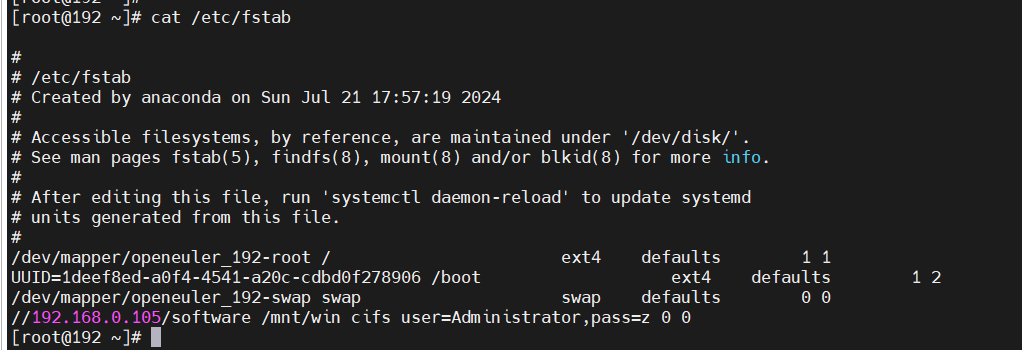 [root@192 ~]#
[root@192 ~]# cat /etc/fstab
#
# /etc/fstab
# Created by anaconda on Sun Jul 21 17:57:19 2024
#
# Accessible filesystems, by reference, are maintained under '/dev/disk/'.
# See man pages fstab(5), findfs(8), mount(8) and/or blkid(8) for more info.
#
# After editing this file, run 'systemctl daemon-reload' to update systemd
# units generated from this file.
#
/dev/mapper/openeuler_192-root / ext4 defaults 1 1
UUID=1deef8ed-a0f4-4541-a20c-cdbd0f278906 /boot ext4 defaults 1 2
/dev/mapper/openeuler_192-swap swap swap defaults 0 0
//192.168.0.105/software /mnt/win cifs user=Administrator,pass=z 0 0
[root@192 ~]#